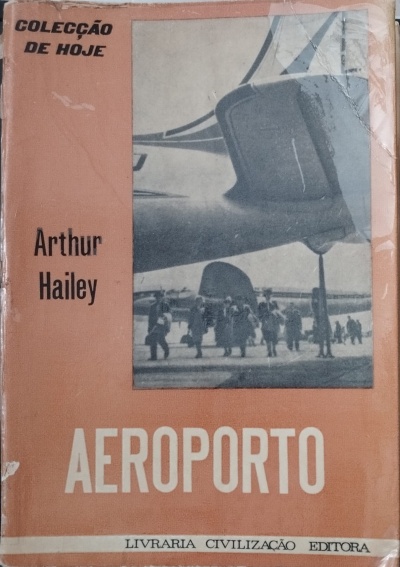 COLECÇÃO
DE HOJE
Arthur
Hailey
AEROPORTO
LIVRARIA CIVILIZAÇÃO EDITORA